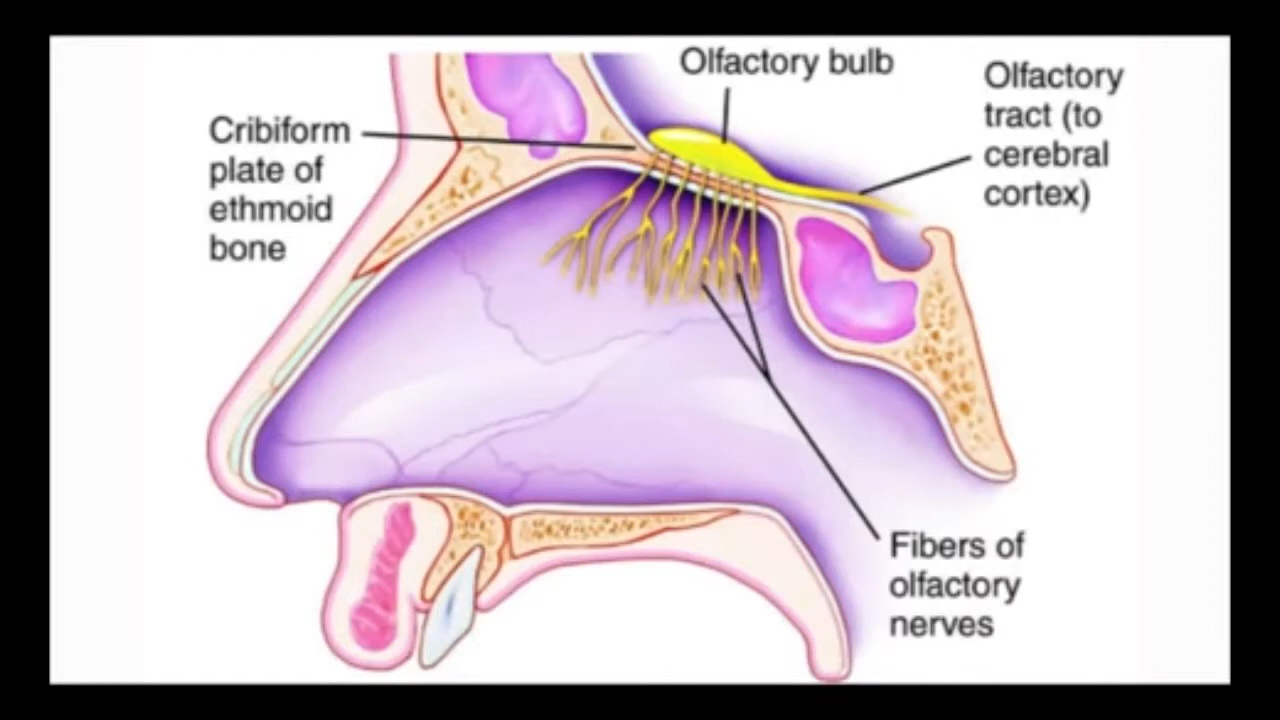 Olfactory bulb
Olfactory
tract (to
cerebral
cortex)
Cribiform
plate of
ethmoid
bone
Fibers of
olfactory
nerves